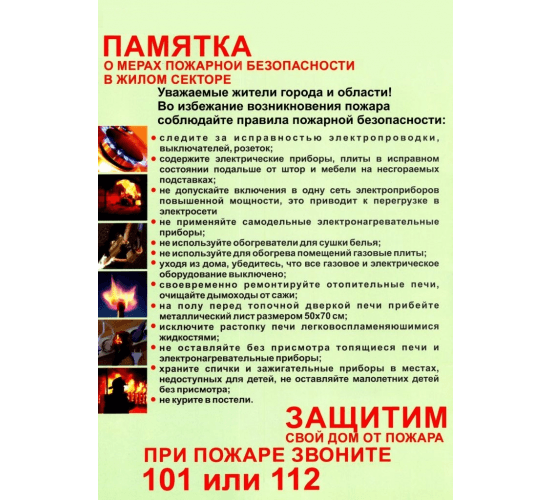 ПАМЯТКА
О МЕРАХ ПОЖАРНОЙ БЕЗОПАСНОСТИ
В ЖИЛОМ СЕКТОРЕ
Уважаемые жители города и области!
Во избежание возникновения пожара
соблюдайте правила пожарной безопасности:
• следите за исправностью электропроводки,
выключателей, розеток;
• содержите электрические приборы, плиты в исправном
состоянии подальше от штор и мебели на несгораемых
подставках;
• не допускайте включения в одну сеть электроприборов
повышенной мощности, это приводит к перегрузке в
электросети
• не применяйте самодельные электронагревательные
приборы;
• не используйте обогреватели для сушки белья;
• не используйте для обогрева помещений газовые плиты;
• уходя из дома, убедитесь, что все газовое и электрическое
оборудование выключено;
• своевременно ремонтируйте отопительные печи,
очищайте дымоходы от сажи;
• на полу перед топочной дверкой печи прибейте
металлический лист размером 50x70 см;
• исключите растопку печи легковоспламеняюшимися
жидкостями;
• не оставляйте без присмотра топящиеся печи и
электронагревательные приборы;
• храните спички и зажигательные приборы в местах,
недоступных для детей, не оставляйте малолетних детей
без присмотра;
• не курите в постели.
ЗАЩИТИМ
СВОЙ ДОМ ОТ ПОЖАРА
ПРИ ПОЖАРЕ ЗВОНИТЕ
101 или 112